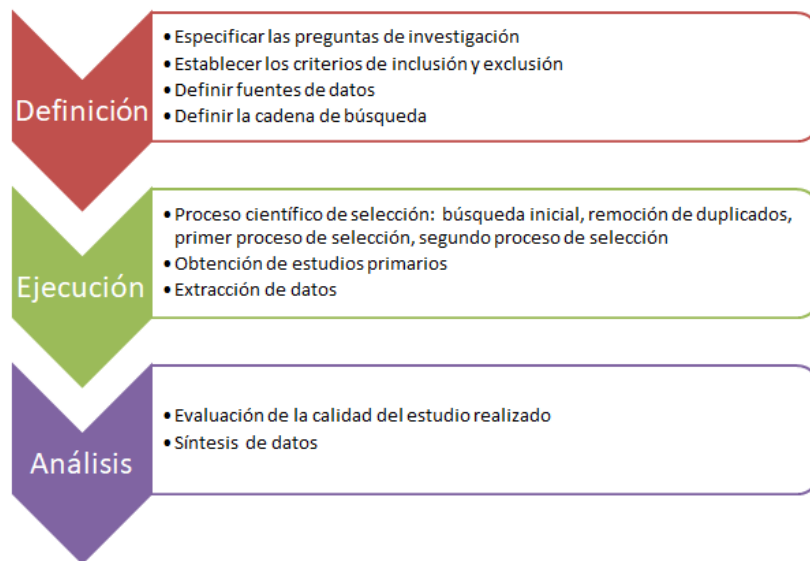 Definición
• Especificar las preguntas de investigación
• Establecer los criterios de inclusión y exclusión
• Definir fuentes de datos
• Definir la cadena de búsqueda
Ejecución
• Proceso científico de selección: búsqueda inicial, remoción de duplicados,
primer proceso de selección, segundo proceso de selección
• Obtención de estudios primarios
• Extracción de datos
Análisis
• Evaluación de la calidad del estudio realizado
• Síntesis de datos